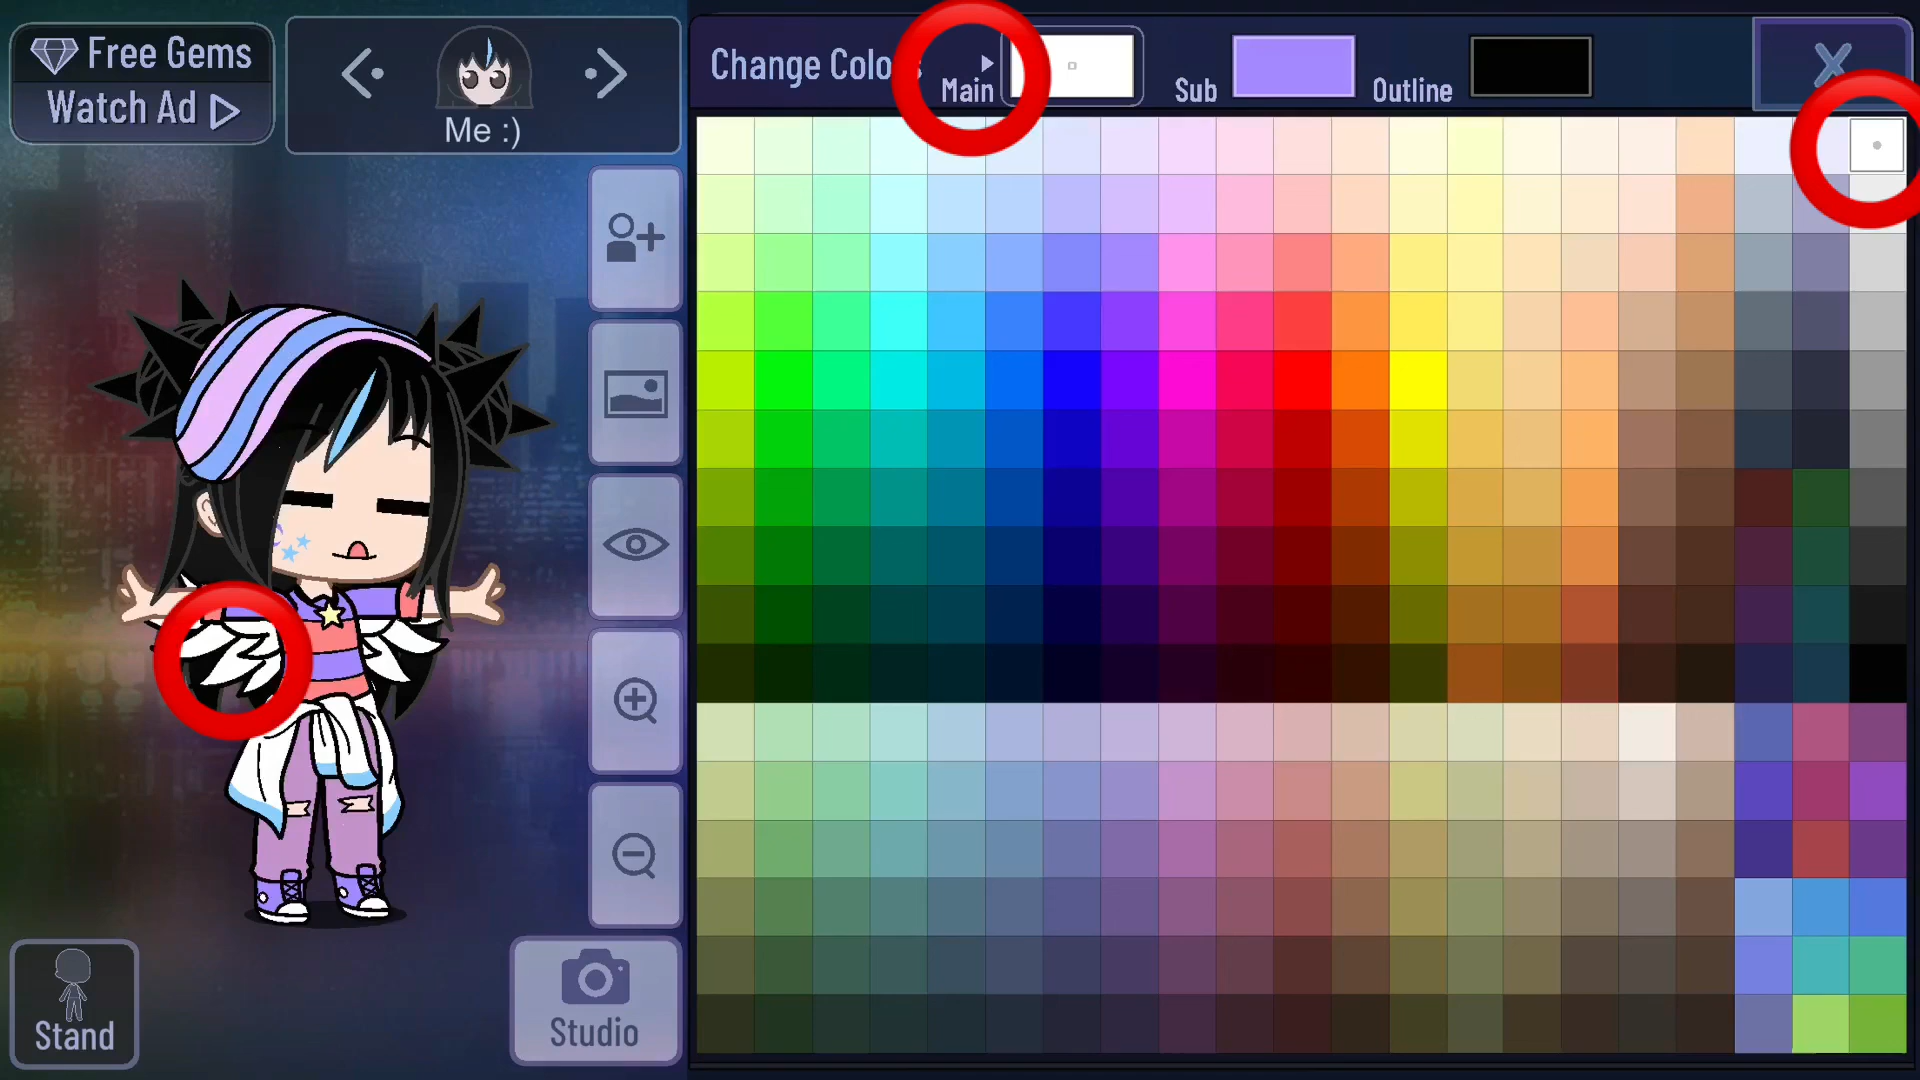 Free Gems
Watch Ad
Me :)
Change Colo
Main
Sub
Outline
X
Stand
Studio